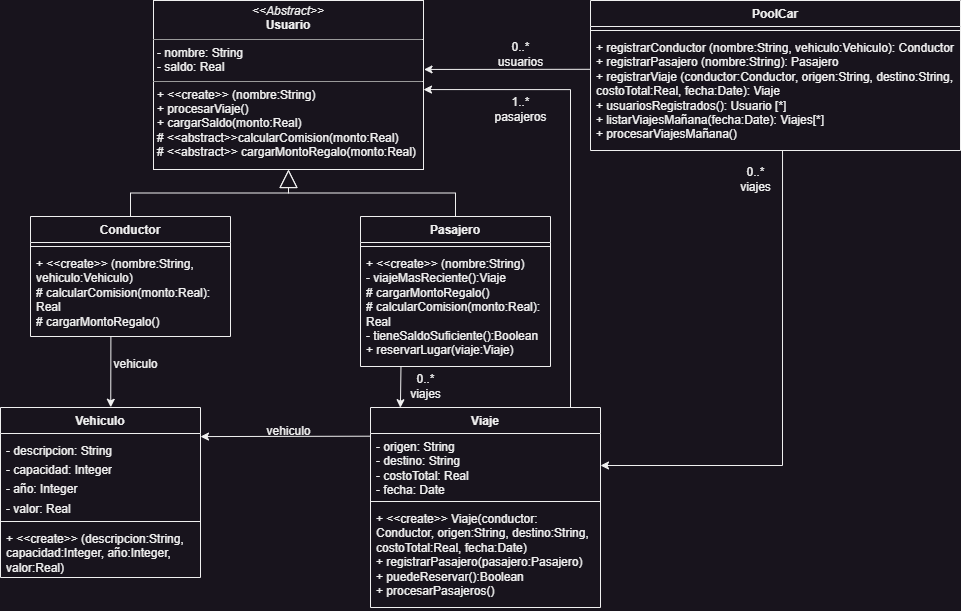 <<Abstract>>
Usuario
- nombre: String
- saldo: Real
+ <<create>> (nombre:String)
+ procesarViaje()
+ cargarSaldo(monto:Real)
# <<abstract>>calcularComision(monto:Real)
# <<abstract>> cargarMontoRegalo(monto:Real)
PoolCar
+ registrarConductor (nombre:String, vehiculo:Vehiculo): Conductor
+ registrarPasajero (nombre:String): Pasajero
+ registrarViaje (conductor:Conductor, origen:String, destino:String,
costoTotal:Real, fecha:Date): Viaje
+ usuariosRegistrados(): Usuario [*]
+ listarViajesMañana(fecha:Date): Viajes[*]
+ procesarViajesMañana()
0..*
usuarios
1..*
pasajeros
0..*
viajes
Conductor
+ <<create>> (nombre:String,
vehiculo:Vehiculo)
# calcularComision(monto:Real):
Real
# cargarMontoRegalo()
Pasajero
+ <<create>> (nombre:String)
- viajeMasReciente():Viaje
# cargarMontoRegalo()
# calcularComision(monto:Real):
Real
- tieneSaldoSuficiente():Boolean
+ reservarLugar(viaje:Viaje)
vehiculo
0..*
viajes
Vehiculo
- descripcion: String
- capacidad: Integer
- año: Integer
- valor: Real
+ <<create>> (descripcion:String,
capacidad:Integer, año:Integer,
valor:Real)
vehiculo
Viaje
- origen: String
- destino: String
- costoTotal: Real
- fecha: Date
+ <<create>> Viaje(conductor:
Conductor, origen:String, destino:String,
costoTotal:Real, fecha:Date)
+ registrarPasajero(pasajero:Pasajero)
+ puedeReservar():Boolean
+ procesarPasajeros()